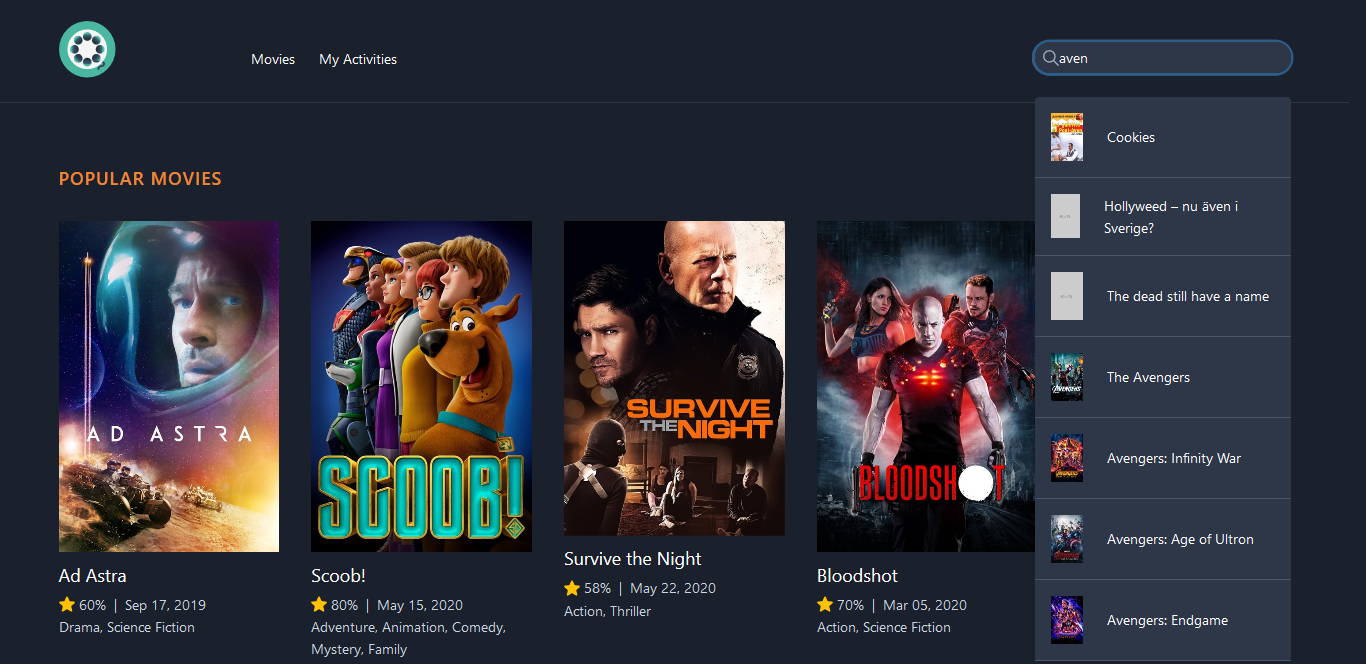 Movies
My Activities
aven
Cookies
Hollyweed – nu även i
Sverige?
The dead still have a name
The Avengers
Avengers: Infinity War
Avengers: Age of Ultron
Avengers: Endgame
POPULAR MOVIES
AD ASTRA
Ad Astra
60% | Sep 17, 2019
Drama, Science Fiction
SCOOB!
Scoob!
80% | May 15, 2020
Adventure, Animation, Comedy,
Mystery, Family
SURVIVE
THE NIGHT
Survive the Night
58% | May 22, 2020
Action, Thriller
BLOODSHOT
Bloodshot
70% | Mar 05, 2020
Action, Science Fiction